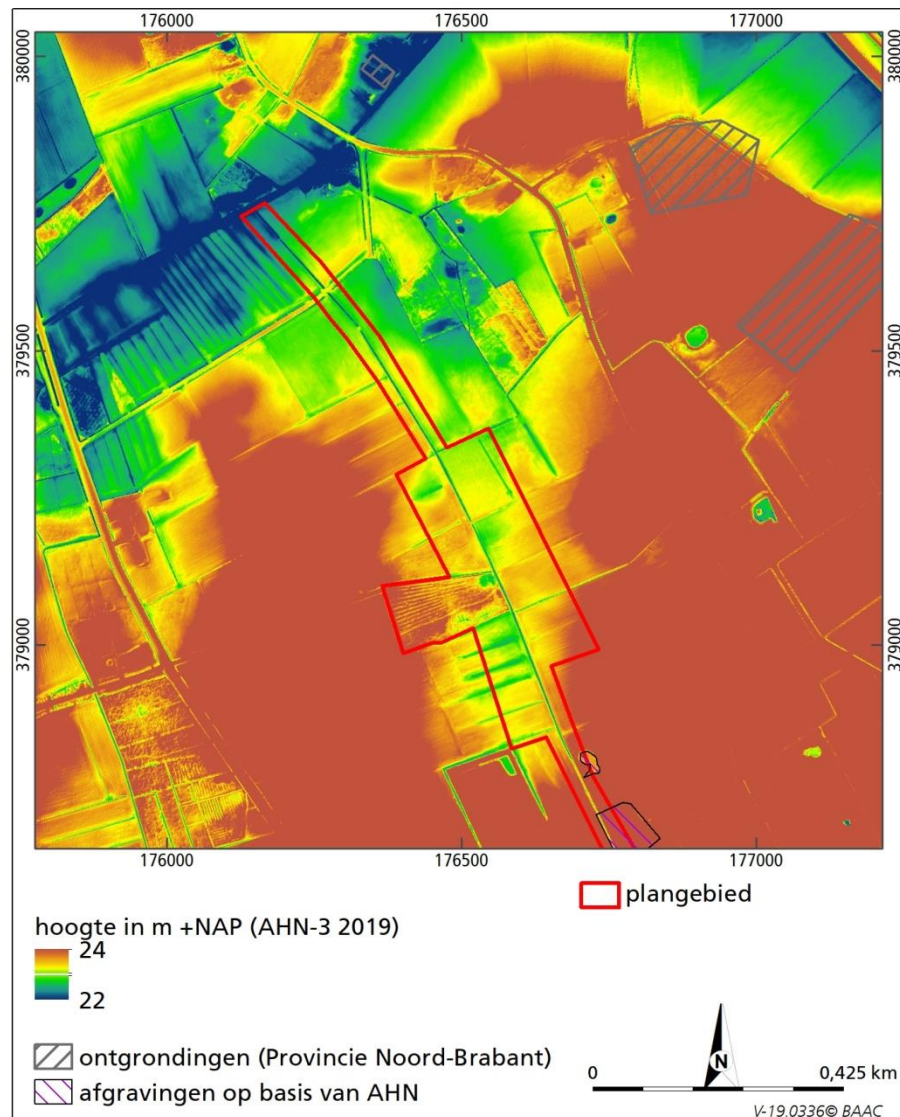 176000 176500 177000
380000 380000
379500 379500
379000 379000
176000 176500 177000
plangebied
hoogte in m +NAP (AHN-3 2019)
24
22
ontgrondingen (Provincie Noord-Brabant)
afgravingen op basis van AHN
N
0 0,425 km
V-19.0336© BAAC